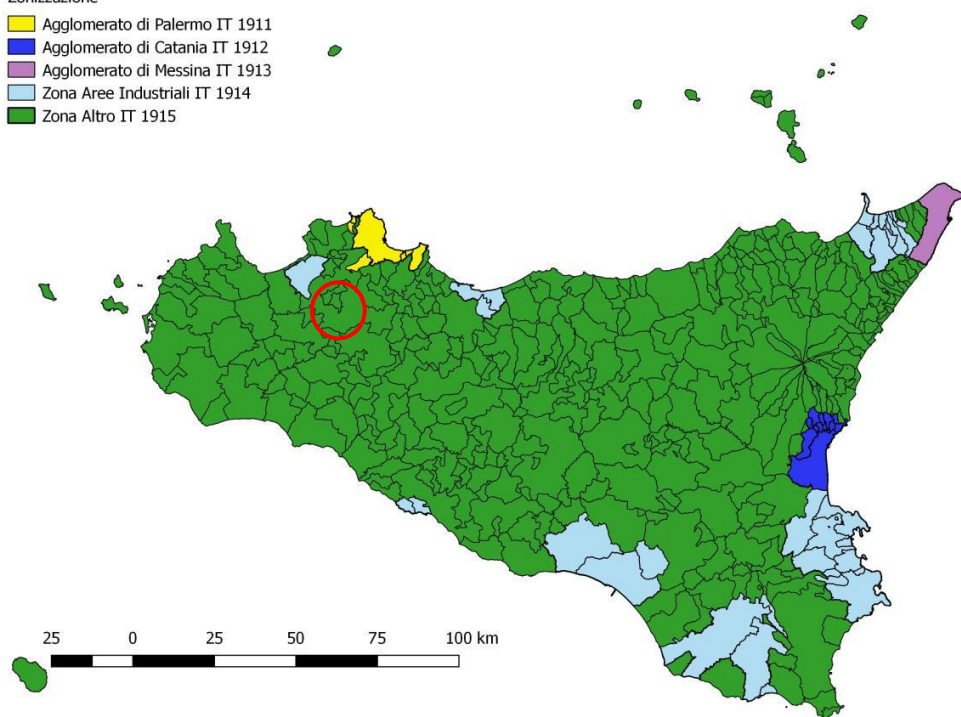 Zonizzazione
Agglomerato di Palermo IT 1911
Agglomerato di Catania IT 1912
Agglomerato di Messina IT 1913
Zona Aree Industriali IT 1914
Zona Altro IT 1915
25 0 25 50 75 100 km